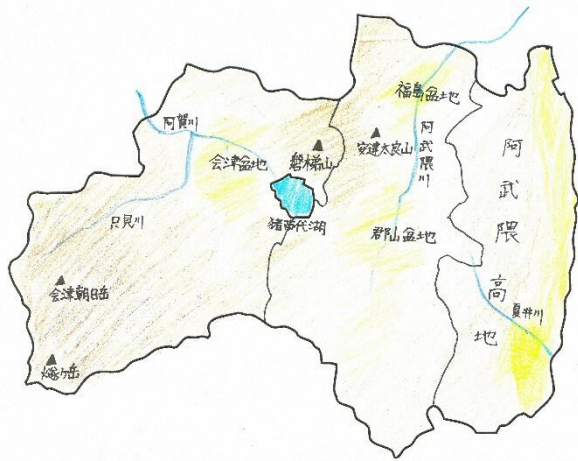 阿賀川
会津盆地
磐梯山
猪苗代湖
只見川
会津朝日岳
燧ヶ岳
福島盆地
安達太良山
阿武隈川
郡山盆地
阿武隈高地
夏井川